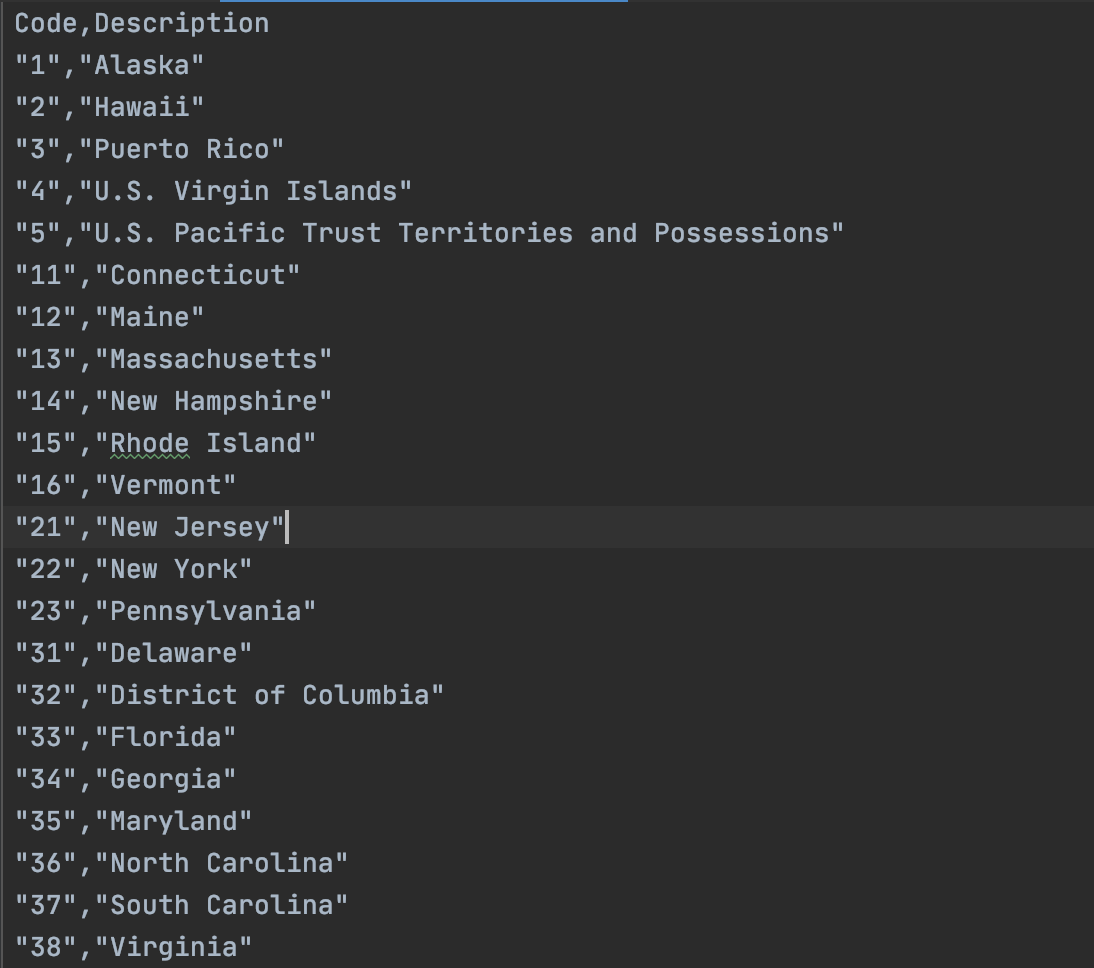 Code,Description
"1","Alaska"
"2","Hawaii"
"3","Puerto Rico"
"4","U.S. Virgin Islands"
"5","U.S. Pacific Trust Territories and Possessions"
"11","Connecticut"
"12","Maine"
"13","Massachusetts"
"14","New Hampshire"
"15","Rhode Island"
"16","Vermont"
"21","New Jersey"
"22","New York"
"23","Pennsylvania"
"31","Delaware"
"32","District of Columbia"
"33","Florida"
"34","Georgia"
"35","Maryland"
"36","North Carolina"
"37","South Carolina"
"38","Virginia"